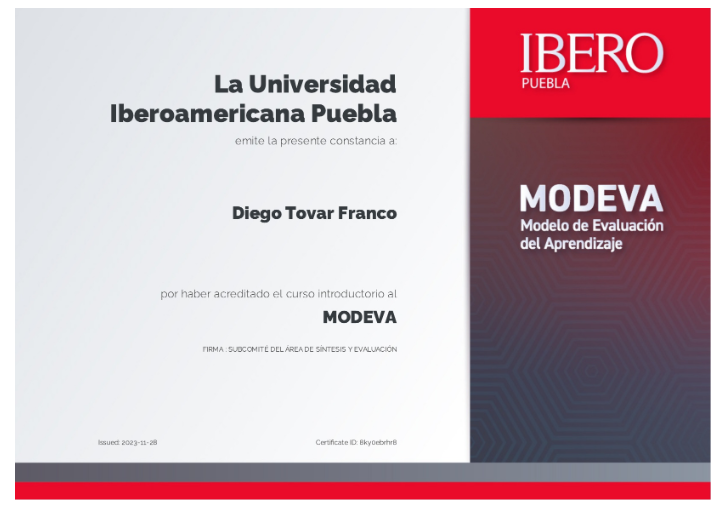 La Universidad
Iberoamericana Puebla
emite la presente constancia a:
Diego Tovar Franco
por haber acreditado el curso introductorio al
MODEVA
FIRMA : SUBCOMITÉ DEL ÁREA DE SÍNTESIS Y EVALUACIÓN
Issued: 2023-11-28
Certificate ID:
IBERO
PUEBLA
MODEVA
Modelo de Evaluación
del Aprendizaje